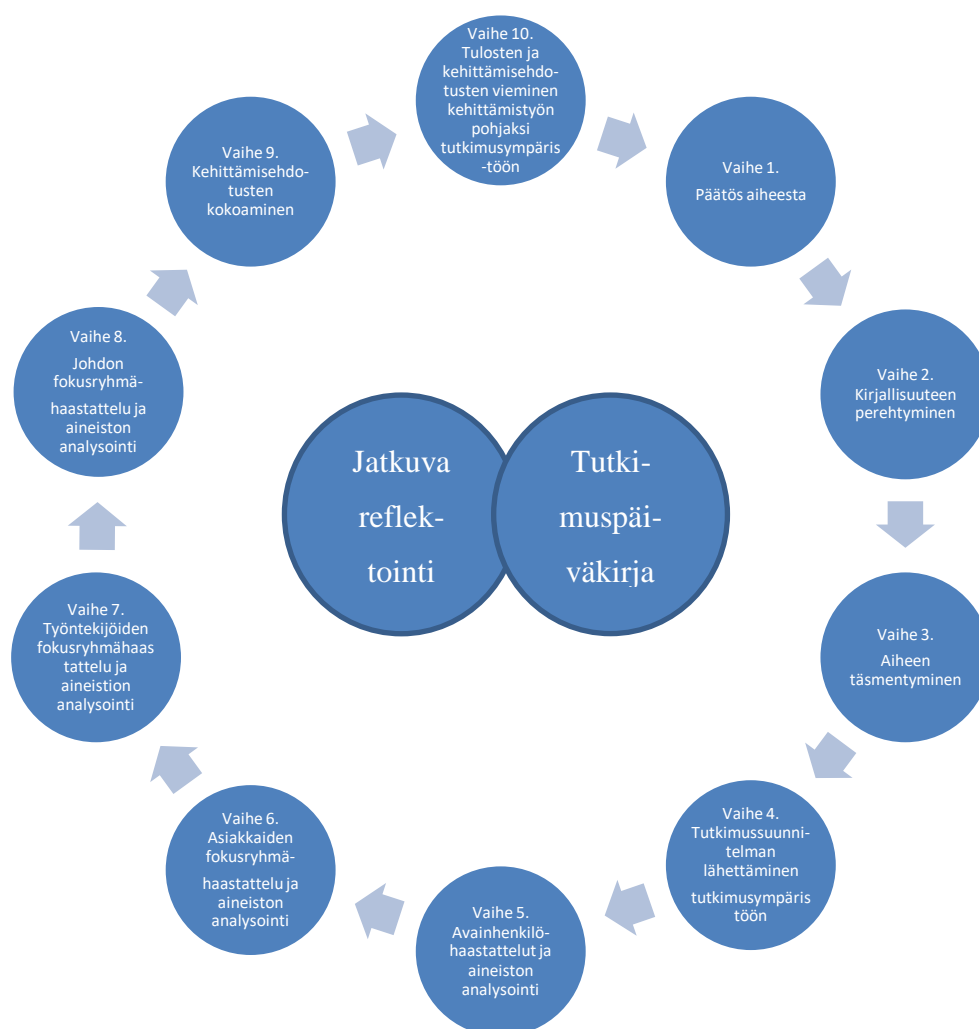 Vaihe 10.
Tulosten ja
kehittämisehdo-
tusten vieminen
kehittämistyön
pohjaksi
tutkimusympäris
-töön
Vaihe 1.
Päätös aiheesta
Vaihe 2.
Kirjallisuuteen
perehtyminen
Vaihe 3.
Aiheen
täsmentyminen
Vaihe 4.
Tutkimussuunni-
telman
lähettäminen
tutkimusympäris
töön
Vaihe 5.
Avainhenkilö-
haastattelut ja
aineiston
analysointi
Vaihe 6.
Asiakkaiden
fokusryhmä-
haastattelu ja
aineiston
analysointi
Vaihe 7.
Työntekijöiden
fokusryhmähaas
tattelu ja
aineistion
analysointi
Vaihe 8.
Johdon
fokusryhmä-
haastattelu ja
aineiston
analysointi
Vaihe 9.
Kehittämisehdo-
tusten
kokoaminen
Jatkuva
reflek-
tointi
Tutki-
muspäi-
väkirja